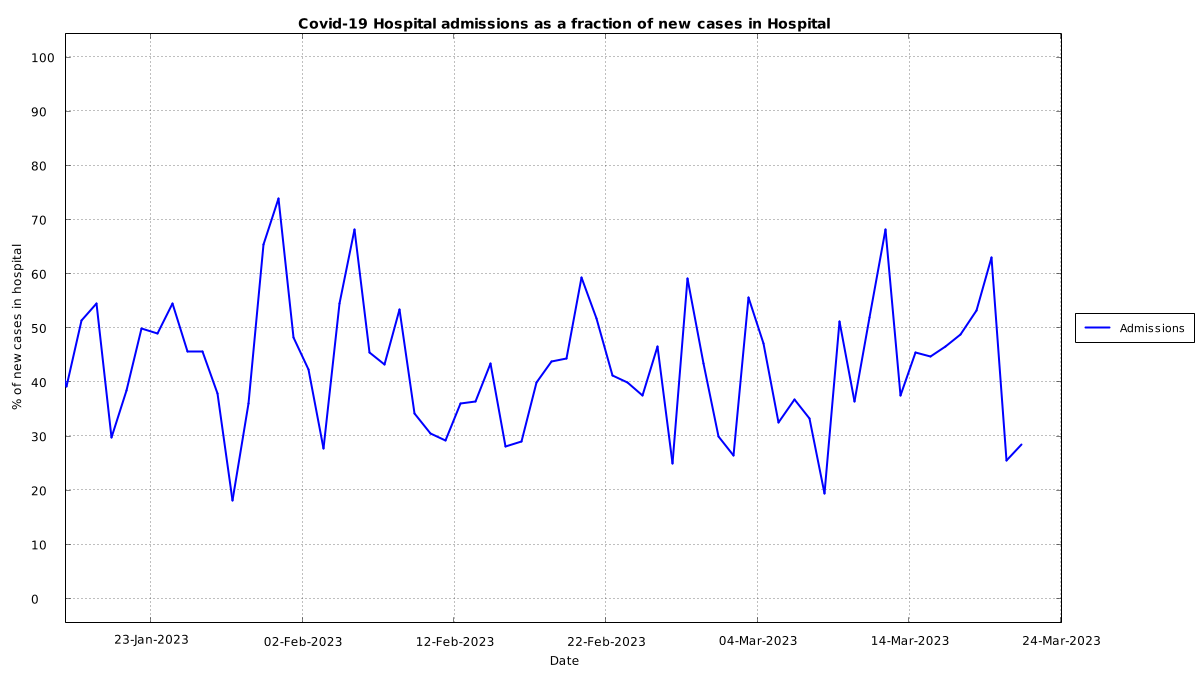 Covid-19 Hospital admissions as a fraction of new cases in Hospital
100
90
80
70
60
50
40
30
20
10
0
% of new cases in hospital
23-Jan-2023
02-Feb-2023
12-Feb-2023
22-Feb-2023
04-Mar-2023
14-Mar-2023
24-Mar-2023
Date
Admissions